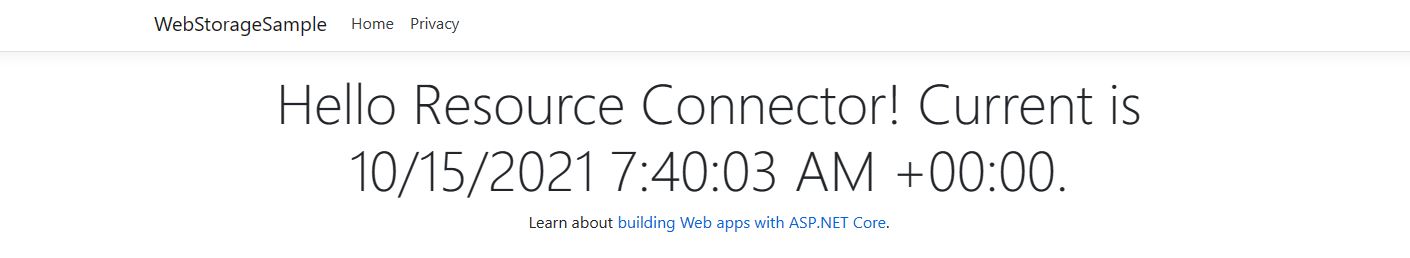 WebStorageSample Home Privacy
Hello Resource Connector! Current is
10/15/2021 7:40:03 AM +00:00.
Learn about building Web apps with ASP.NET Core.